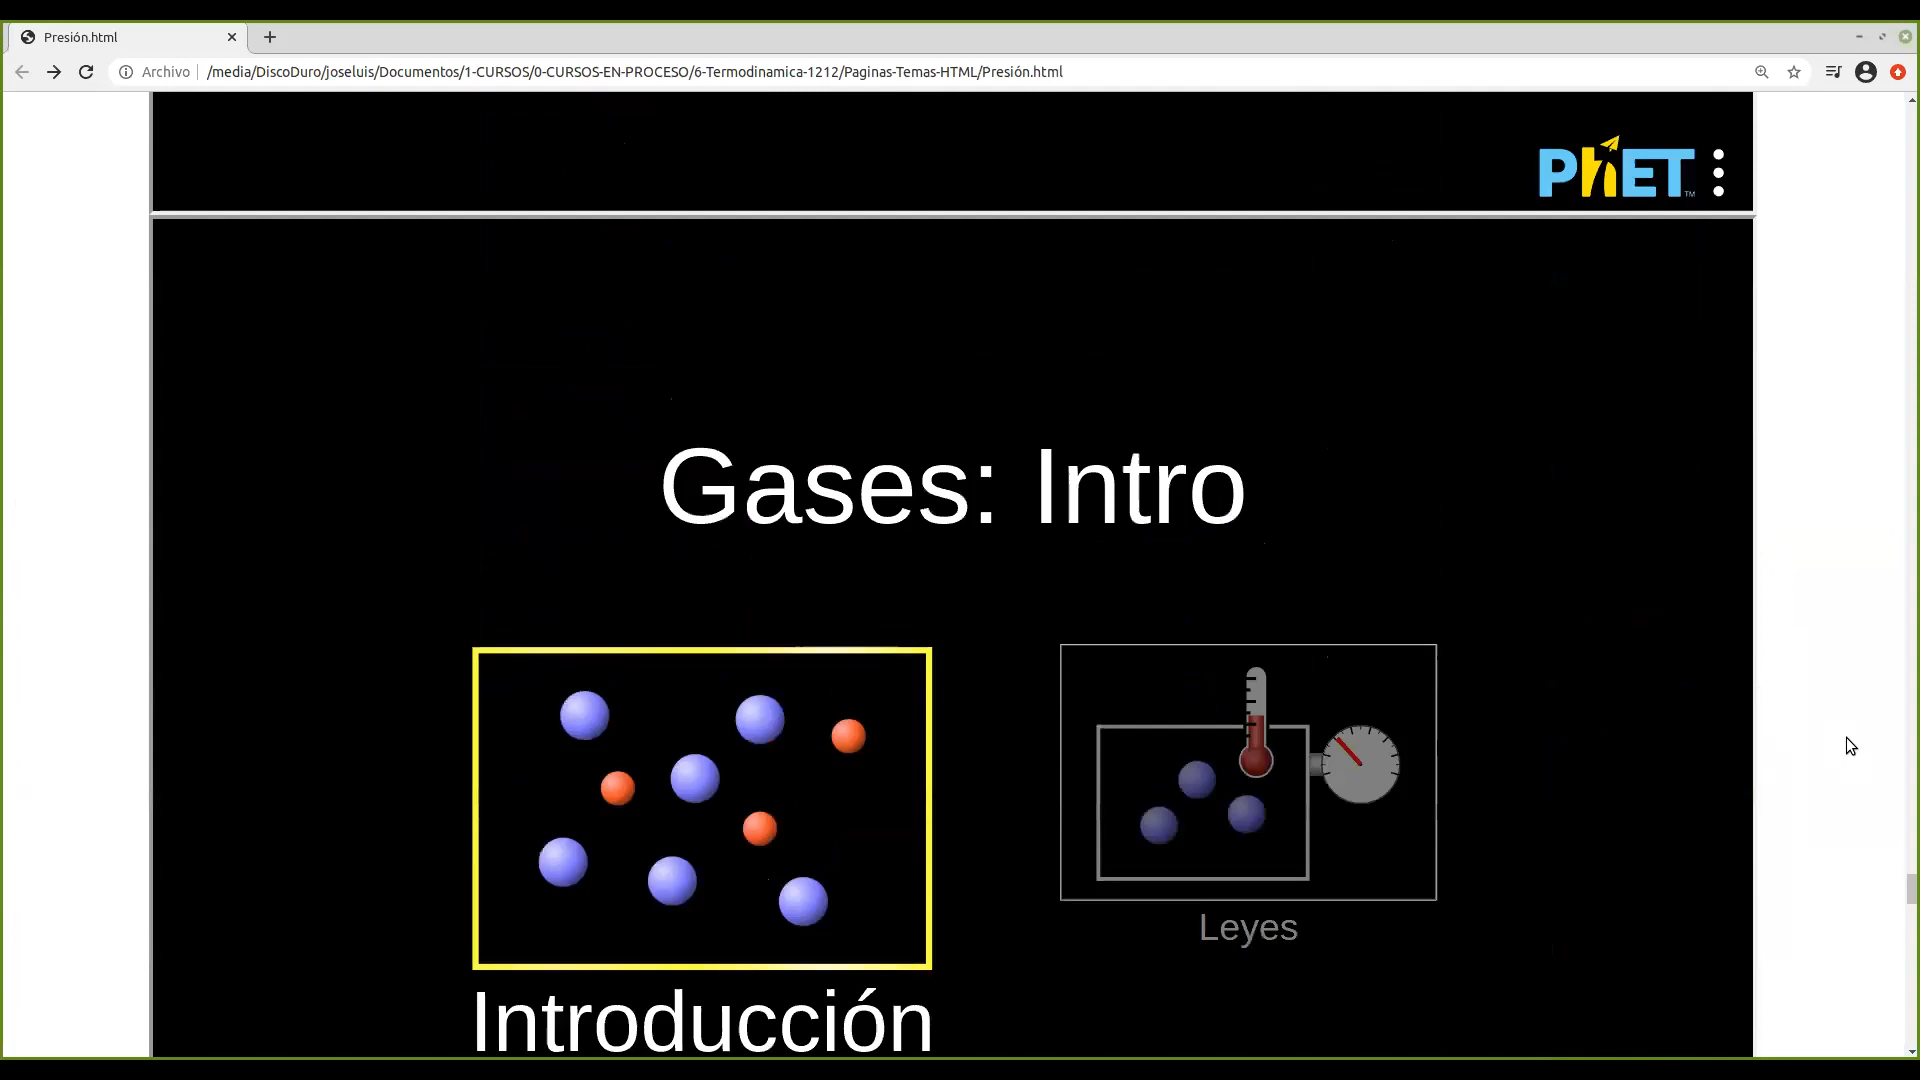 Presión.html
Archivo /media/DiscoDuro/joseluis/Documentos/1-CURSOS/0-CURSOS-EN-PROCESO/6-Termodinamica-1212/Paginas-Temas-HTML/Presión.html
PhET™
Gases: Intro
Leyes
Introducción